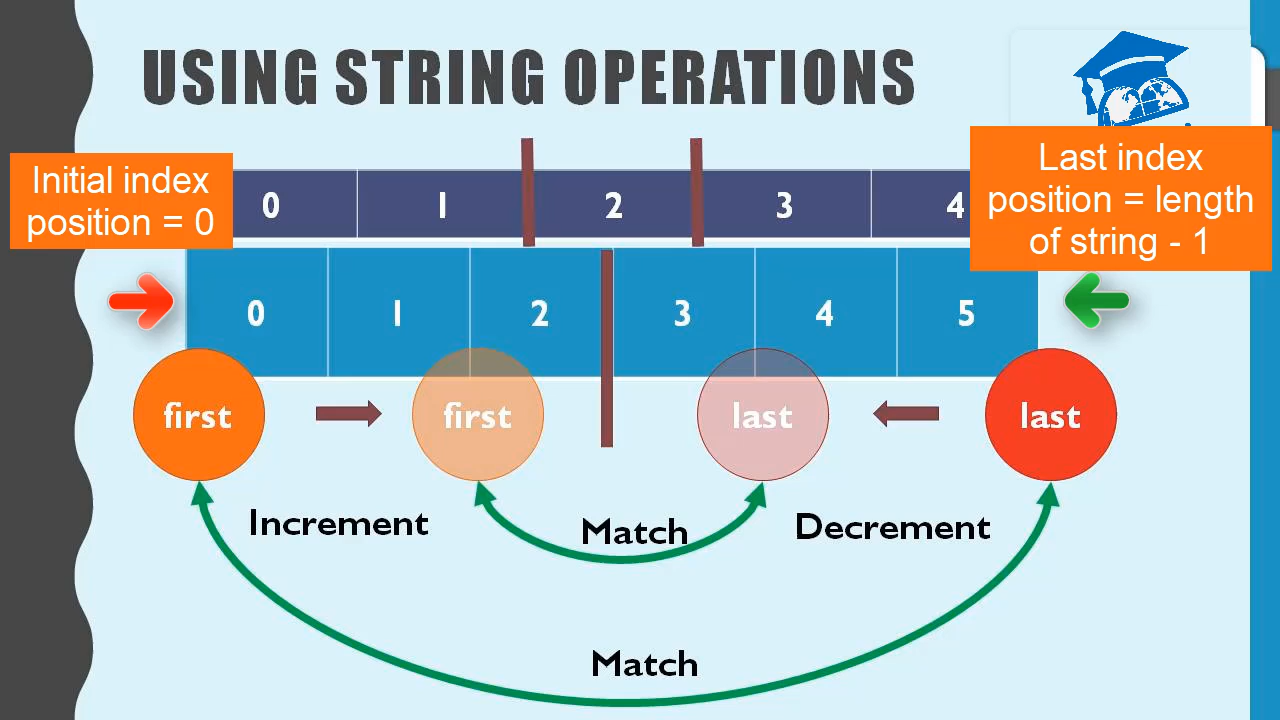 USING STRING OPERATIONS
Initial index
position = 0
0 1 2 3 4
Last index
position = length
of string - 1
0 1 2 3 4 5
first first last last
Increment
Match
Decrement
Match